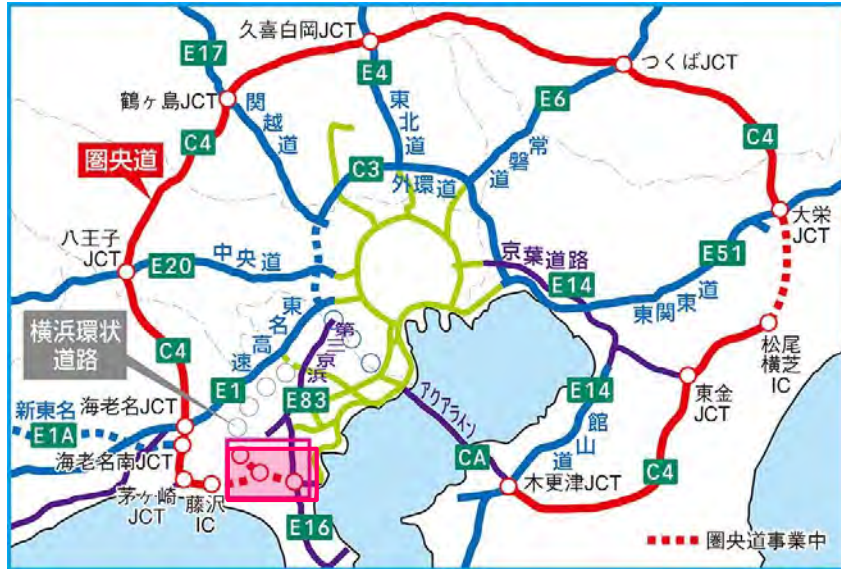 久喜白岡JCT
E17
E4
つくばJCT
鶴ヶ島JCT
関越道
東北道
E6
常磐道
C4
C4
C3
外環道
圏央道
八王子
JCT
E20
中央道
京葉道路
E14
E51
大栄
JCT
東関東道
横浜環状
道路
東名高速
第三京浜
C4
E1
新東名
E1A
海老名JCT
海老名南JCT
E83
アクアライン
E14
館山道
松尾
横芝
IC
東金
JCT
CA
C4
茅ヶ崎
JCT
藤沢
IC
E16
木更津JCT
圏央道事業中